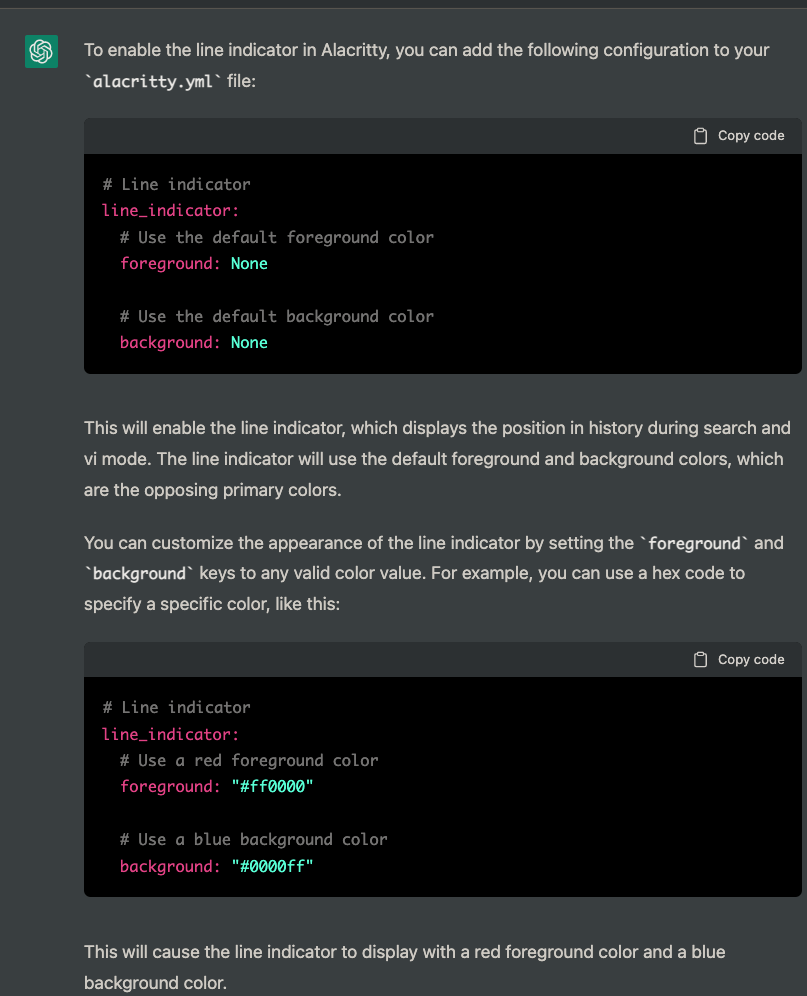 To enable the line indicator in Alacritty, you can add the following configuration to your
`alacritty.yml` file:
Copy code
# Line indicator
line_indicator:
  # Use the default foreground color
  foreground: None

  # Use the default background color
  background: None
This will enable the line indicator, which displays the position in history during search and
vi mode. The line indicator will use the default foreground and background colors, which
are the opposing primary colors.
You can customize the appearance of the line indicator by setting the `foreground` and
`background` keys to any valid color value. For example, you can use a hex code to
specify a specific color, like this:
Copy code
# Line indicator
line_indicator:
  # Use a red foreground color
  foreground: "#ff0000"

  # Use a blue background color
  background: "#0000ff"
This will cause the line indicator to display with a red foreground color and a blue
background color.